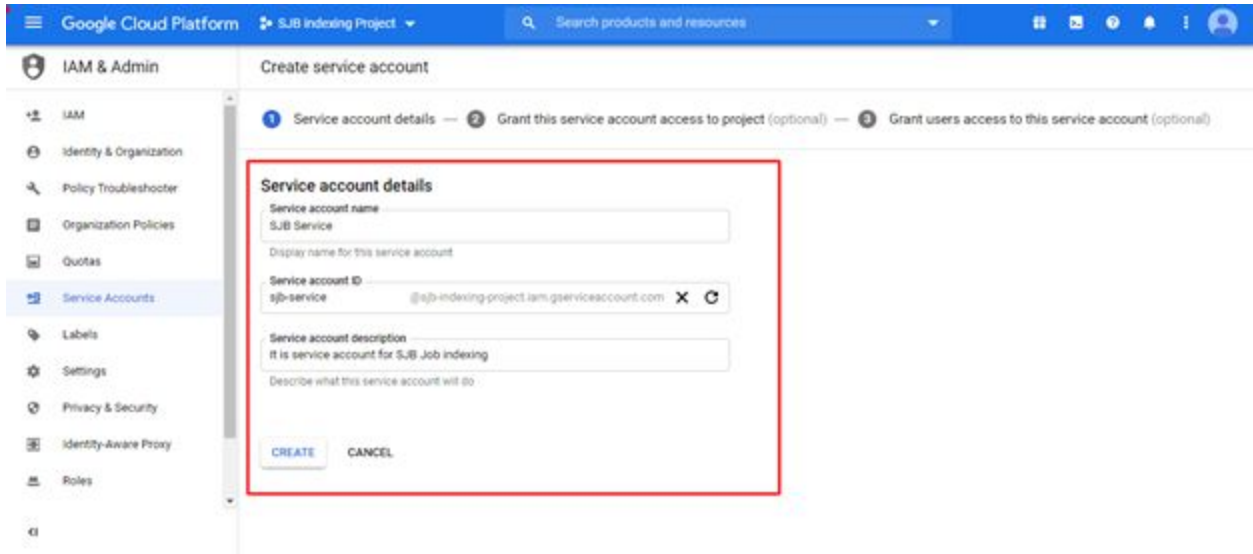 Google Cloud Platform SJB Indexing Project Search products and resources
IAM & Admin
Create service account
1 Service account details — 2 Grant this service account access to project (optional) — 3 Grant users access to this service account (optional)
IAM
Identity & Organization
Policy Troubleshooter
Organization Policies
Quotas
Service Accounts
Labels
Settings
Privacy & Security
Identity-Aware Proxy
Roles
Service account details
Service account name
SJB Service
Display name for this service account
Service account ID
sjb-service @sjb-indexing-project.iam.gserviceaccount.com
Service account description
It is service account for SJB Job indexing
Describe what this service account will do
CREATE CANCEL